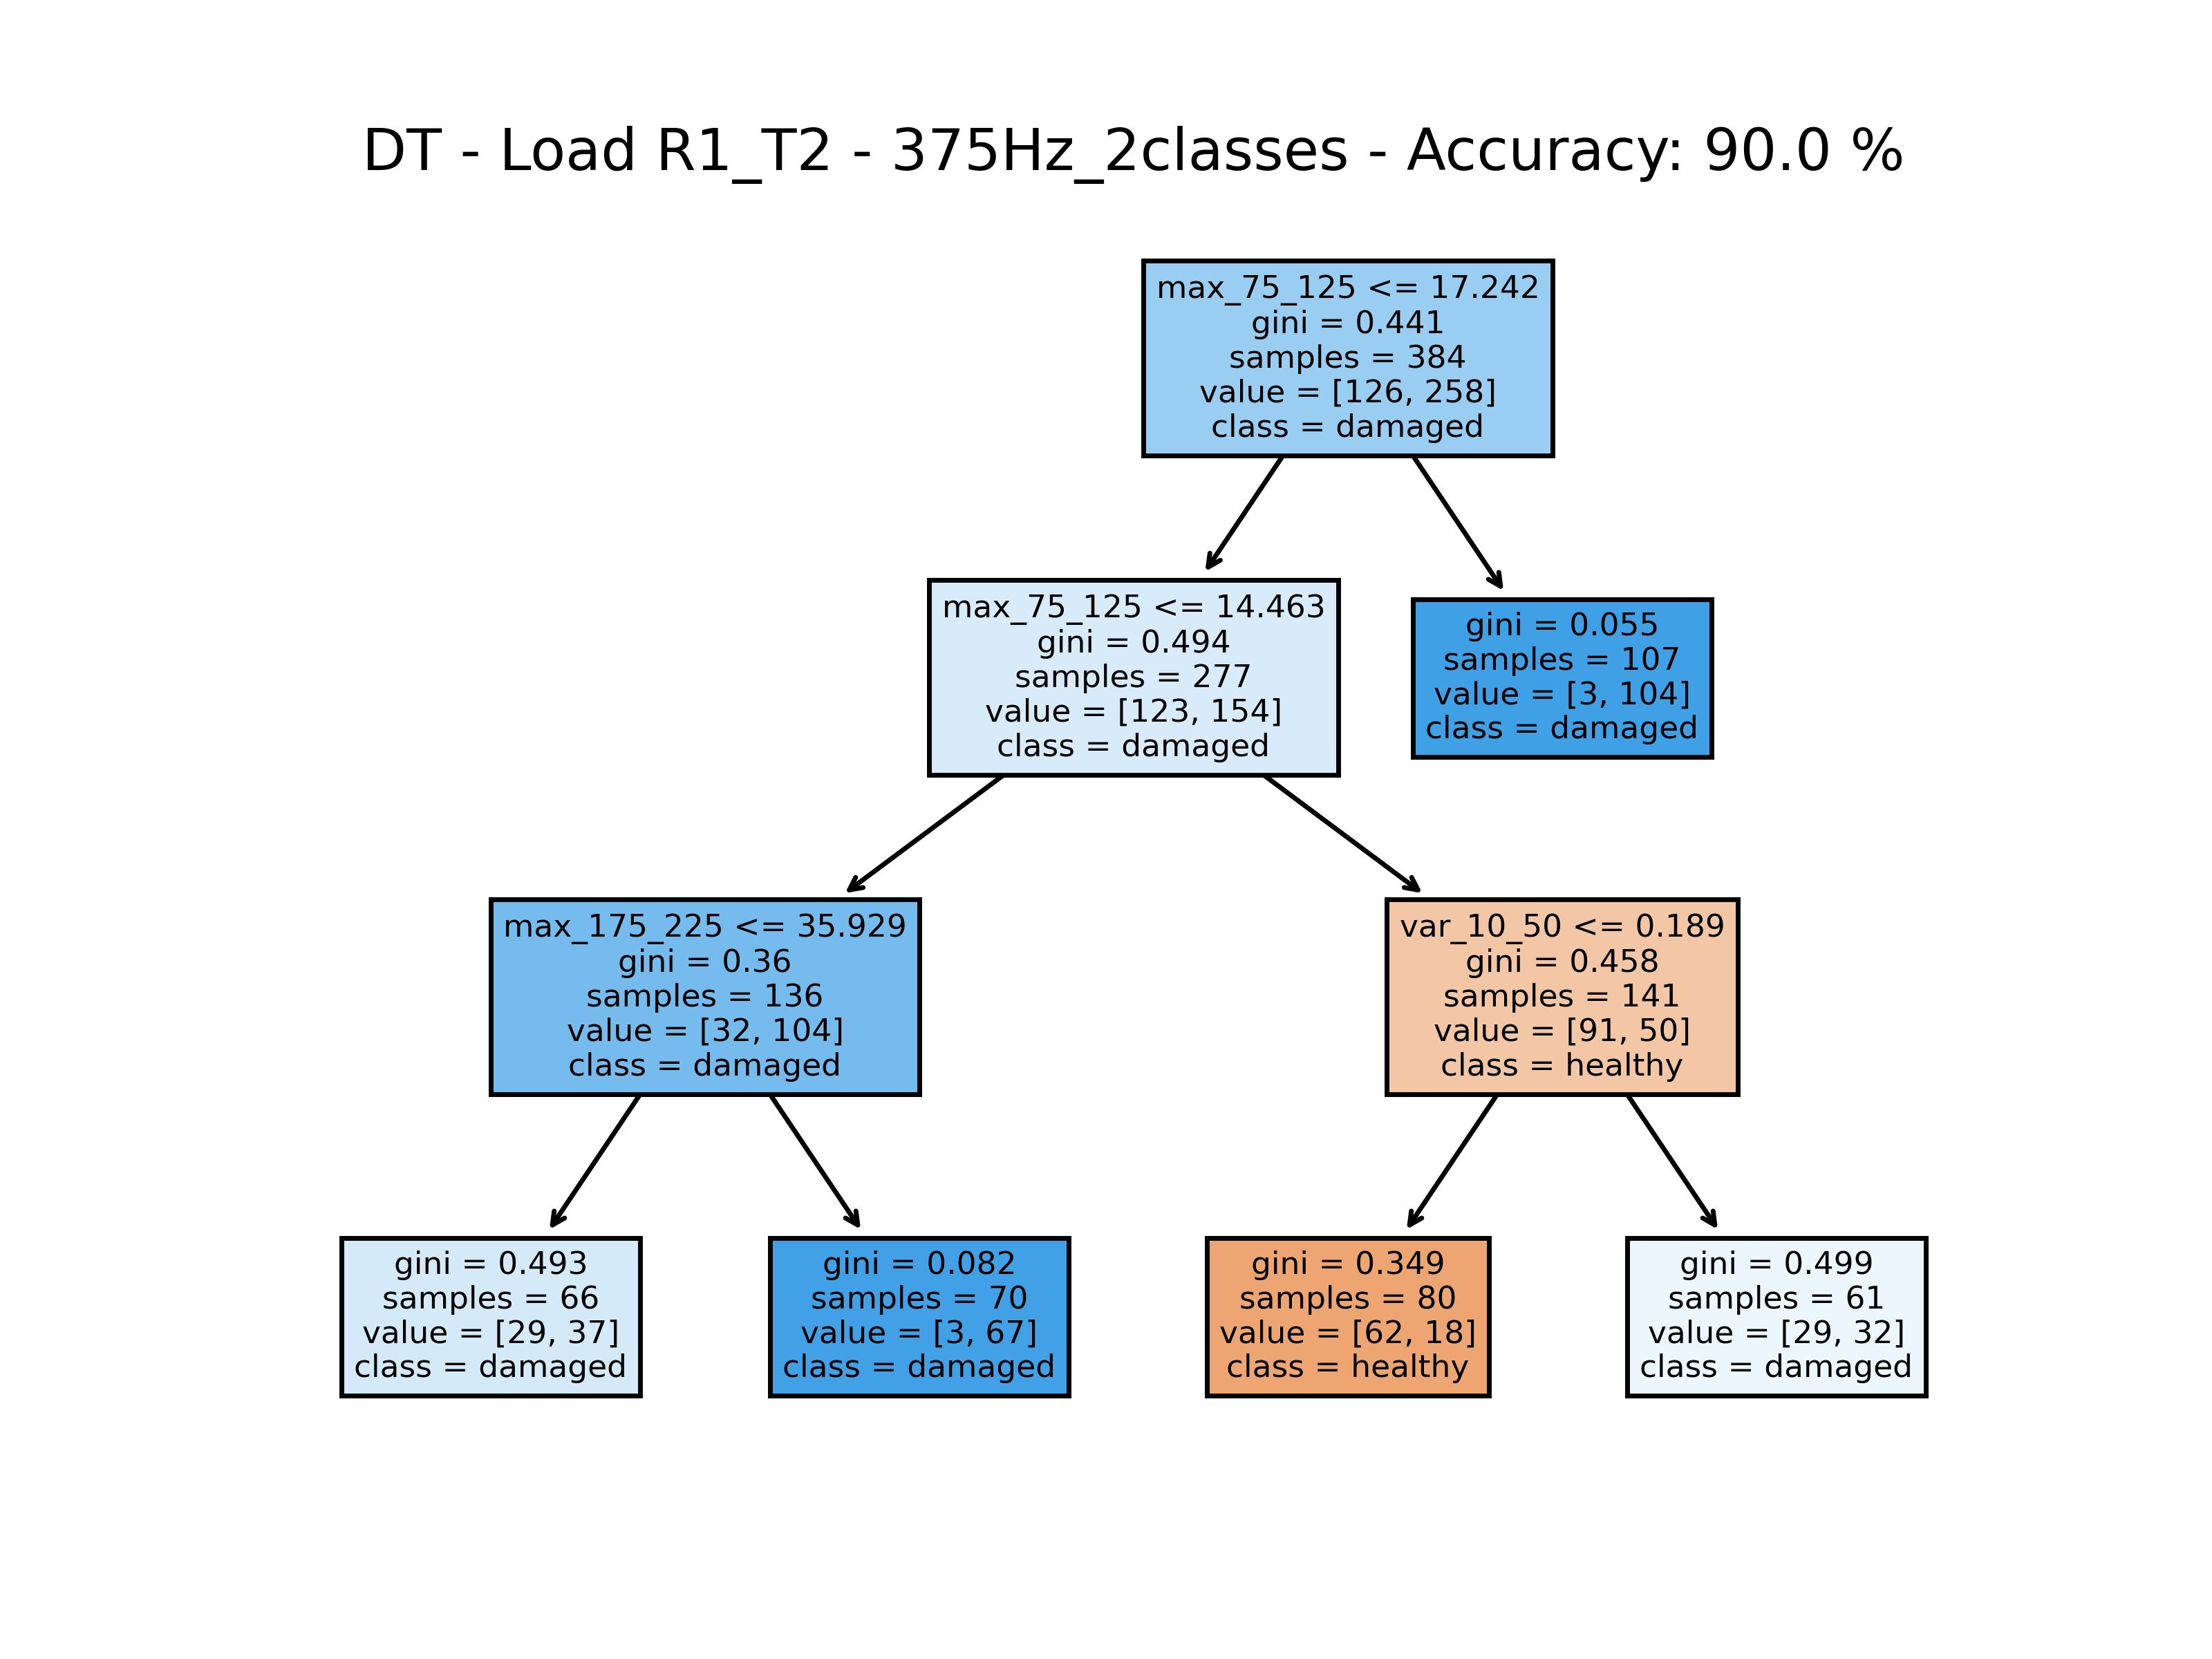 DT - Load R1_T2 - 375Hz_2classes - Accuracy: 90.0 %
max_75_125 <= 17.242
gini = 0.441
samples = 384
value = [126, 258]
class = damaged
max_75_125 <= 14.463
gini = 0.494
samples = 277
value = [123, 154]
class = damaged
gini = 0.055
samples = 107
value = [3, 104]
class = damaged
max_175_225 <= 35.929
gini = 0.36
samples = 136
value = [32, 104]
class = damaged
var_10_50 <= 0.189
gini = 0.458
samples = 141
value = [91, 50]
class = healthy
gini = 0.493
samples = 66
value = [29, 37]
class = damaged
gini = 0.082
samples = 70
value = [3, 67]
class = damaged
gini = 0.349
samples = 80
value = [62, 18]
class = healthy
gini = 0.499
samples = 61
value = [29, 32]
class = damaged